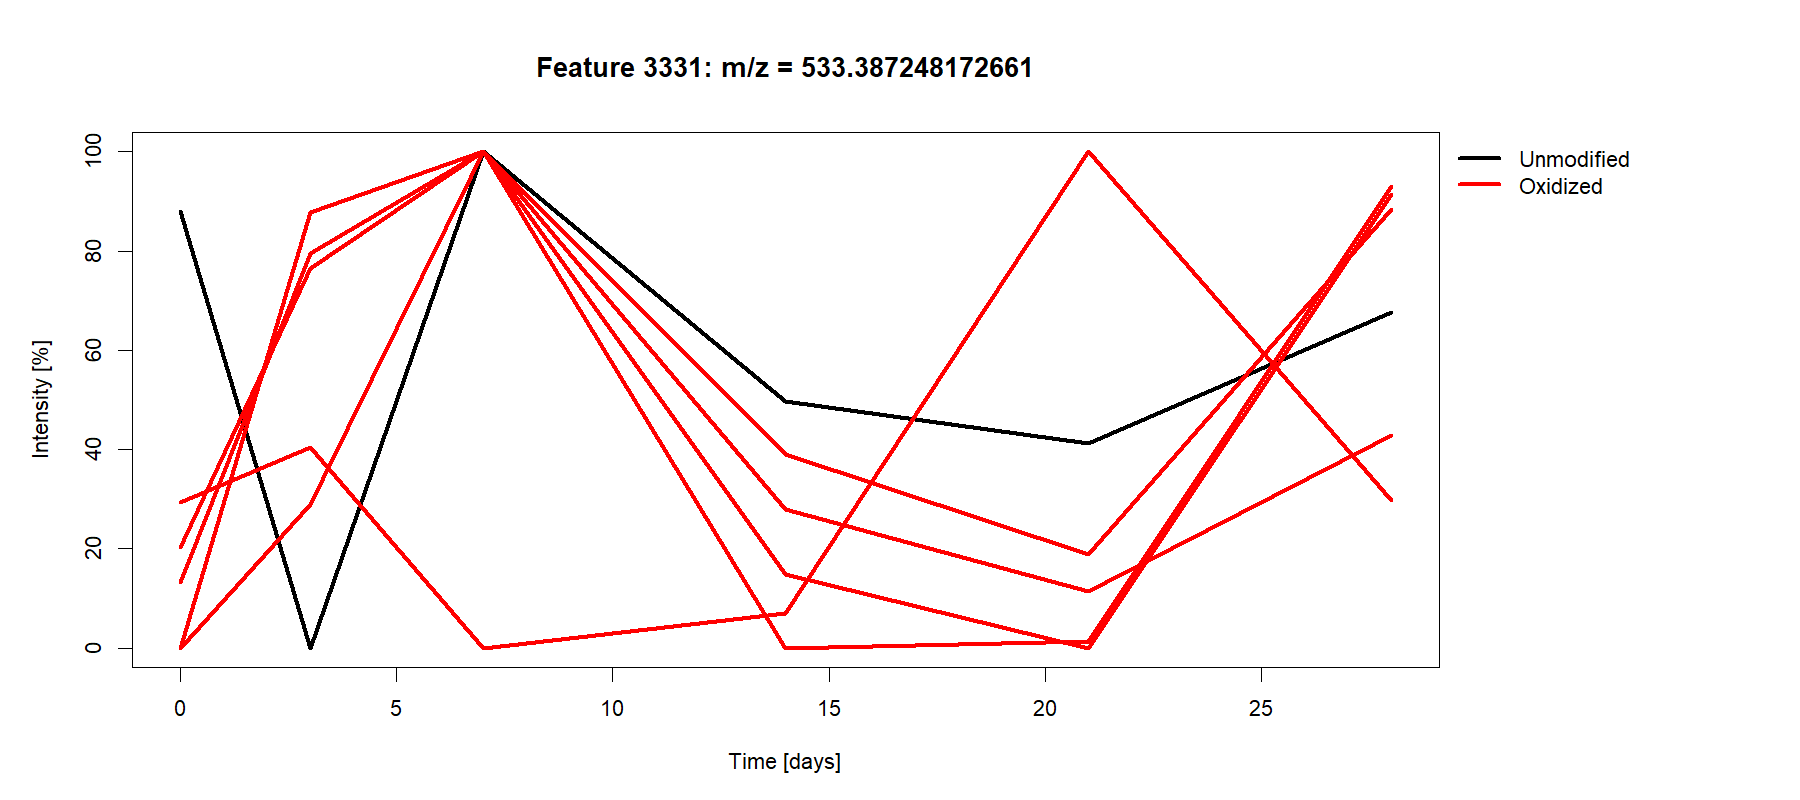 Feature 3331: m/z = 533.387248172661
Unmodified
Oxidized
Intensity [%]
100
80
60
40
20
0
0 5 10 15 20 25
Time [days]